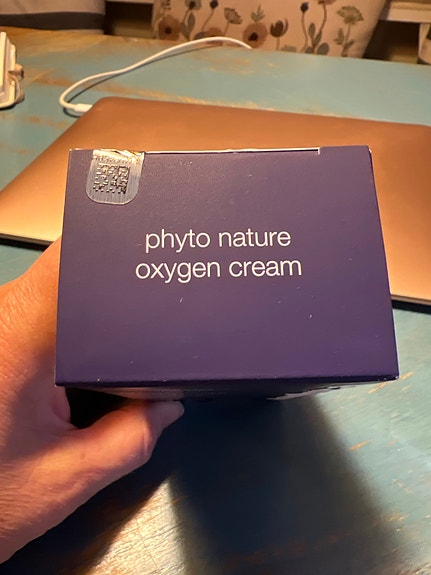 phyto nature
oxygen cream